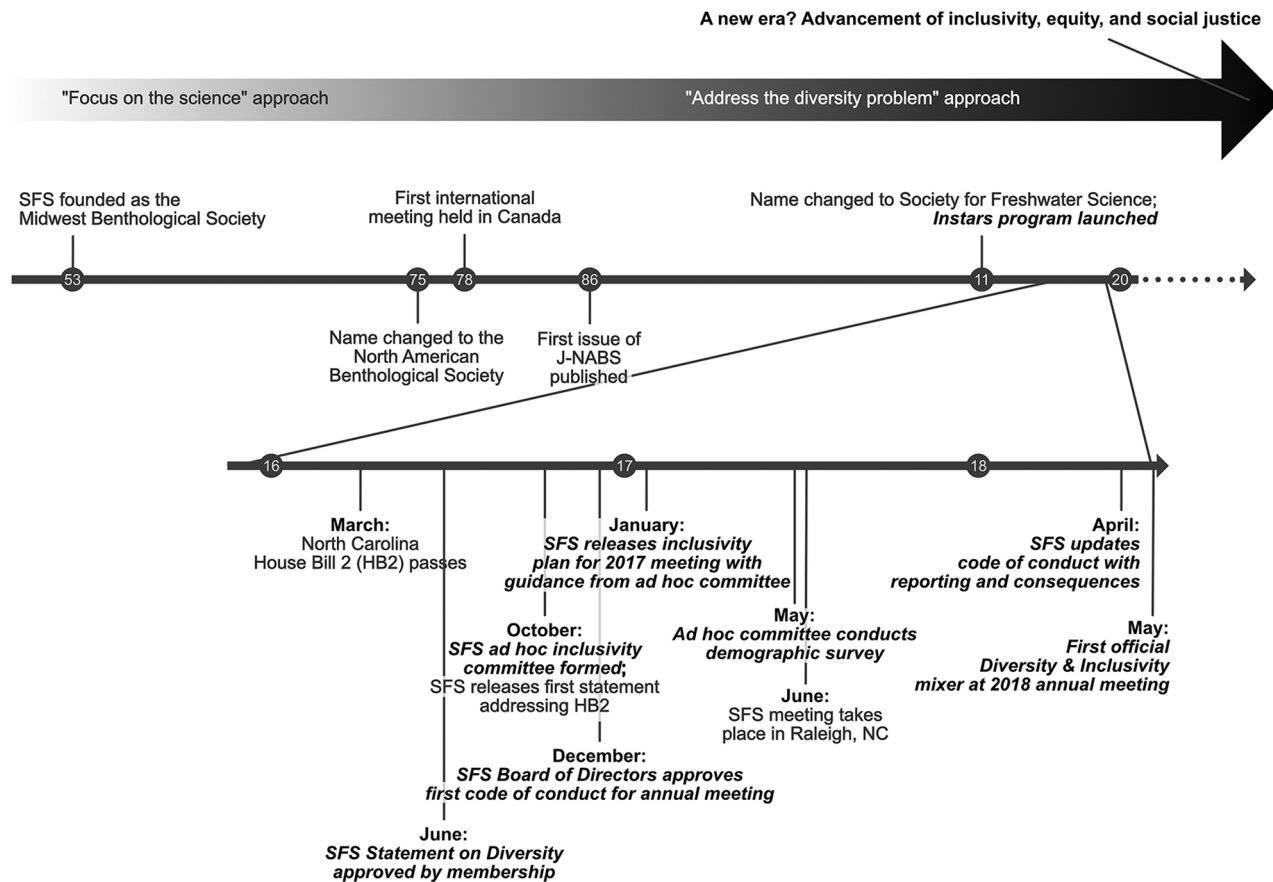 A new era? Advancement of inclusivity, equity, and social justice
"Focus on the science" approach
"Address the diversity problem" approach
SFS founded as the
Midwest Benthological Society
First international
meeting held in Canada
Name changed to Society for Freshwater Science;
Instars program launched
53
75
78
86
11
20
Name changed to the
North American
Benthological Society
First issue of
J-NABS
published
16
17
18
March:
North Carolina
House Bill 2 (HB2) passes
January:
SFS releases inclusivity
plan for 2017 meeting with
guidance from ad hoc committee
April:
SFS updates
code of conduct with
reporting and consequences
October:
SFS ad hoc inclusivity
committee formed;
SFS releases first statement
addressing HB2
May:
Ad hoc committee conducts
demographic survey
May:
First official
Diversity & Inclusivity
mixer at 2018 annual meeting
June:
SFS meeting takes
place in Raleigh, NC
December:
SFS Board of Directors approves
first code of conduct for annual meeting
June:
SFS Statement on Diversity
approved by membership